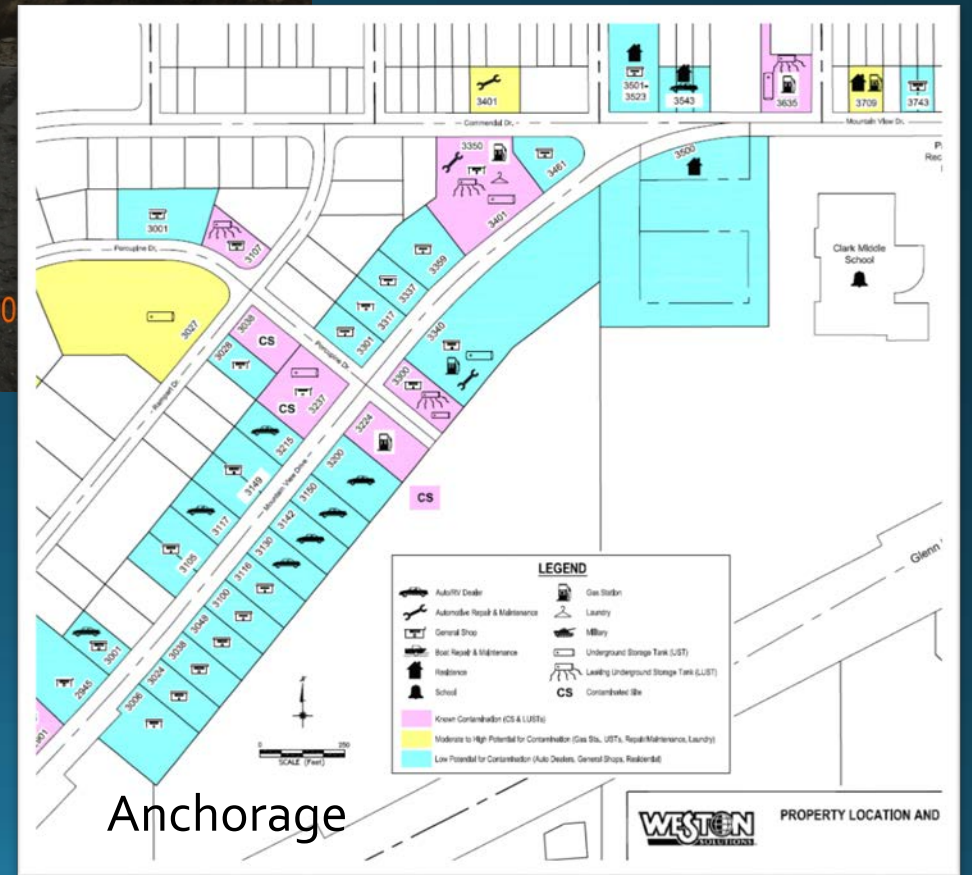 3401
3501-
3523
3543
3635
3709
3743
Commercial Dr.
Mountain View Dr.
3350
3461
3500
3401
3001
3107
Porcupine Dr.
3359
3337
3317
3301
Clark Middle
School
3027
3038
CS
3028
Porcupine Dr.
3340
3300
CS
3237
3224
Rampart Dr.
3215
3200
3149
Mountain View Drive
3150
CS
3117
3142
3105
3130
3116
3100
3048
3038
3024
3006
3001
2945
Glenn
LEGEND
Auto/RV Dealer
Gas Station
Automotive Repair & Maintenance
Laundry
General Shop
Military
Boat Repair & Maintenance
Underground Storage Tank (UST)
Residence
Leaking Underground Storage Tank (LUST)
School
CS
Contaminated Site
Known Contamination (CS & LUSTs)
Moderate to High Potential for Contamination (Gas Sta., USTs, Repair/Maintenance, Laundry)
Low Potential for Contamination (Auto Dealers, General Shops, Residential)
0
250
SCALE (Feet)
Anchorage
WESTON
SOLUTIONS
PROPERTY LOCATION AND